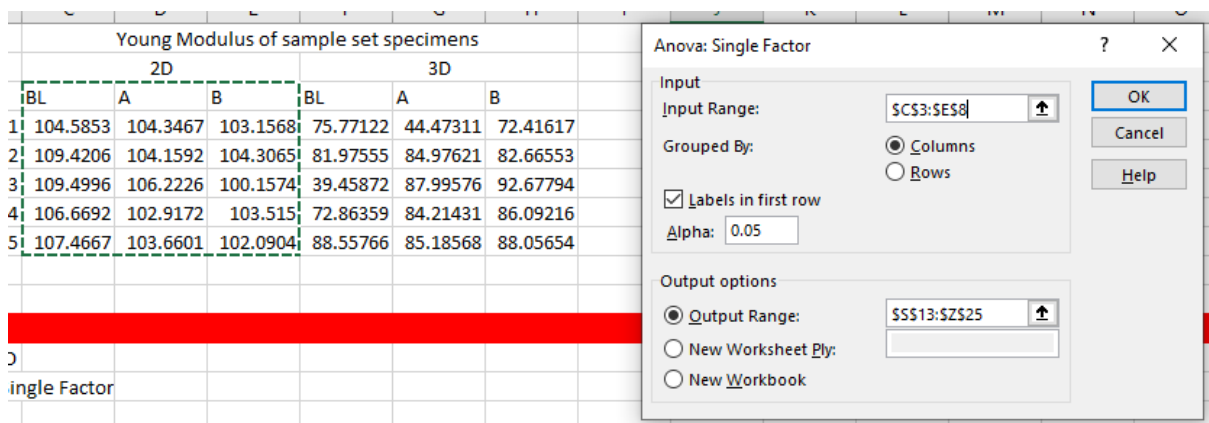 Young Modulus of sample set specimens
2D 3D
BL A B BL A B
1 104.5853 104.3467 103.1568 75.77122 44.47311 72.41617
2 109.4206 104.1592 104.3065 81.97555 84.97621 82.66553
3 109.4996 106.2226 100.1574 39.45872 87.99576 92.67794
4 106.6692 102.9172 103.515 72.86359 84.21431 86.09216
5 107.4667 103.6601 102.0904 88.55766 85.18568 88.05654
ingle Factor
Anova: Single Factor ? ×
Input
Input Range: $C$3:$E$8
Grouped By: Columns
Rows
Labels in first row
Alpha: 0.05
Output options
Output Range: $S$13:$Z$25
New Worksheet Ply:
New Workbook
OK
Cancel
Help